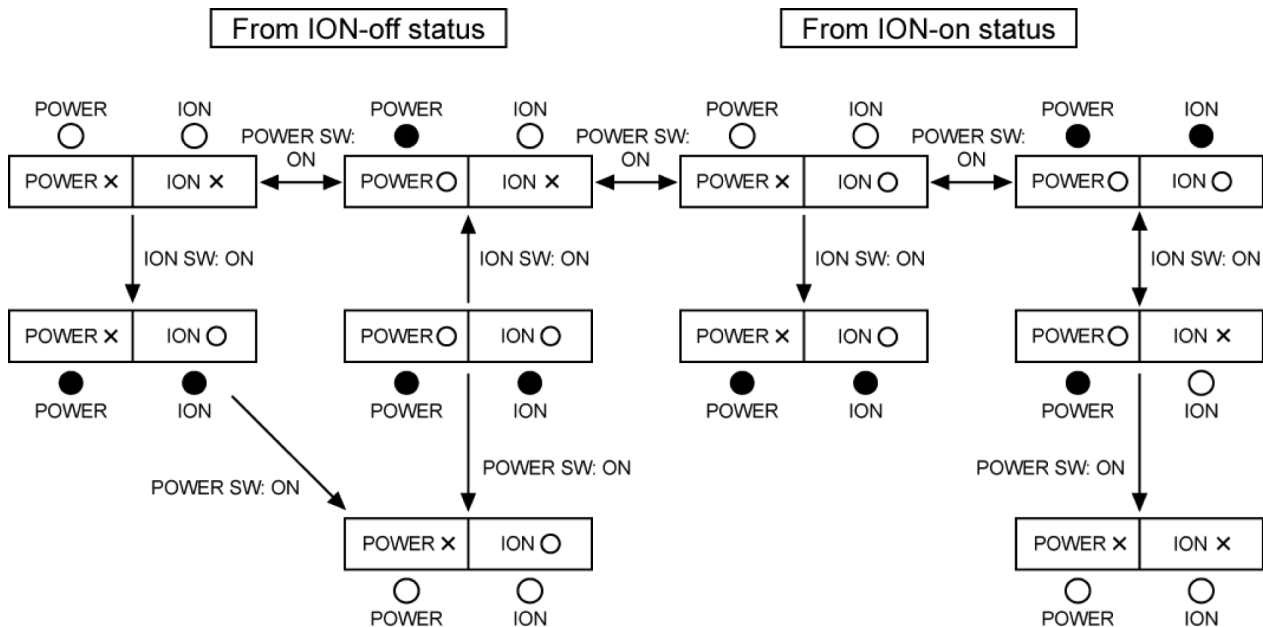 From ION-off status
From ION-on status
POWER ION POWER ION POWER ION POWER ION
POWER SW: ON
POWER SW: ON
POWER SW: ON
POWER × ION × POWER ○ ION × POWER × ION ○ POWER ○ ION ○
ION SW: ON ION SW: ON ION SW: ON ION SW: ON
POWER × ION ○ POWER ○ ION ○ POWER × ION ○ POWER ○ ION ×
POWER ION POWER ION POWER ION POWER ION
POWER SW: ON POWER SW: ON POWER SW: ON
POWER × ION ○ POWER × ION ×
POWER ION POWER ION